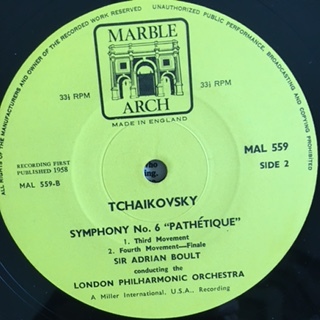 ALL RIGHTS OF THE MANUFACTURERS AND OWNER OF THE RECORDED WORK RESERVED
UNAUTHORIZED PUBLIC PERFORMANCE, BROADCASTING AND COPYING PROHIBITED
MARBLE
ARCH
33⅓ RPM
33⅓ RPM
MADE IN ENGLAND
RECORDING FIRST
PUBLISHED 1958
MAL 559-B
MAL 559
SIDE 2
TCHAIKOVSKY
SYMPHONY No. 6 "PATHÉTIQUE"
1. Third Movement
2. Fourth Movement—Finale
SIR ADRIAN BOULT
conducting the
LONDON PHILHARMONIC ORCHESTRA
A Miller International, U.S.A., Recording